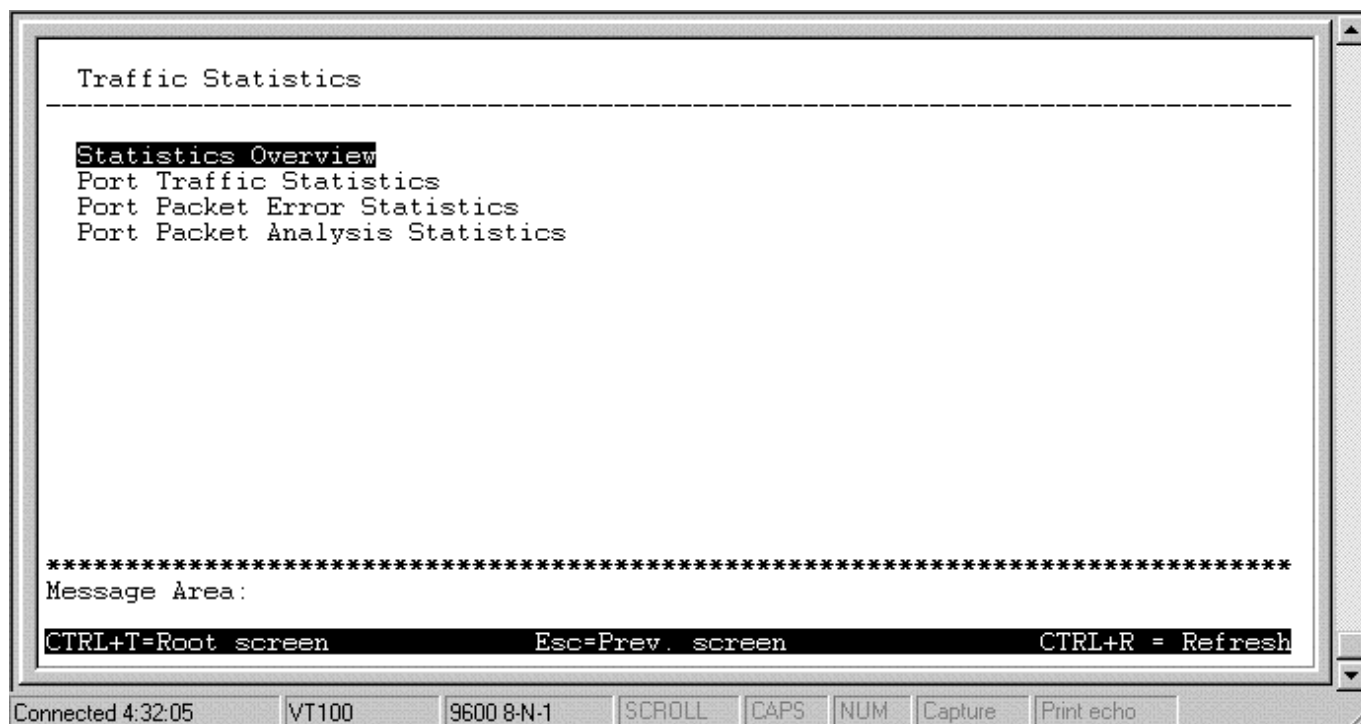 Traffic Statistics
--------------------------------------------------------------------------------
Statistics Overview
Port Traffic Statistics
Port Packet Error Statistics
Port Packet Analysis Statistics
********************************************************************************
Message Area:
CTRL+T=Root screen Esc=Prev. screen CTRL+R = Refresh
Connected 4:32:05 VT100 9600 8-N-1 SCROLL CAPS NUM Capture Print echo